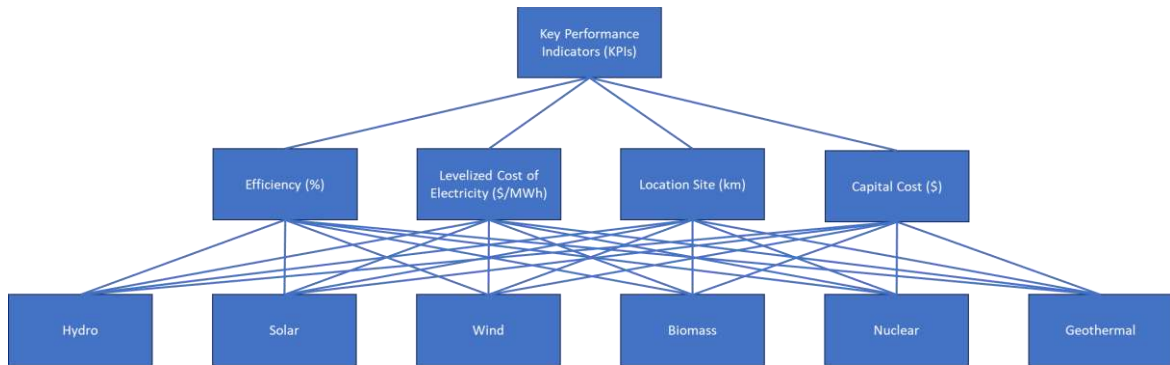 Key Performance
Indicators (KPIs)
Efficiency (%)
Levelized Cost of
Electricity ($/MWh)
Location Site (km)
Capital Cost ($)
Hydro
Solar
Wind
Biomass
Nuclear
Geothermal